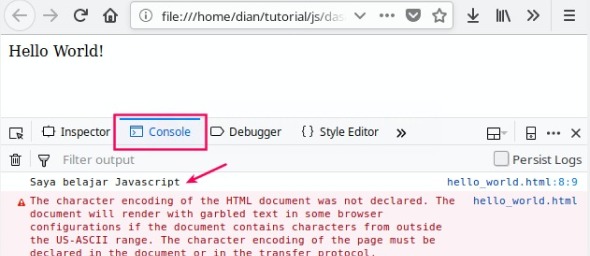 file:///home/dian/tutorial/js/das
Hello World!
Inspector Console Debugger {} Style Editor »
Filter output Persist Logs
Saya belajar Javascript hello_world.html:8:9
The character encoding of the HTML document was not declared. The hello_world.html
document will render with garbled text in some browser
configurations if the document contains characters from outside
the US-ASCII range. The character encoding of the page must be
declared in the document or in the transfer protocol.